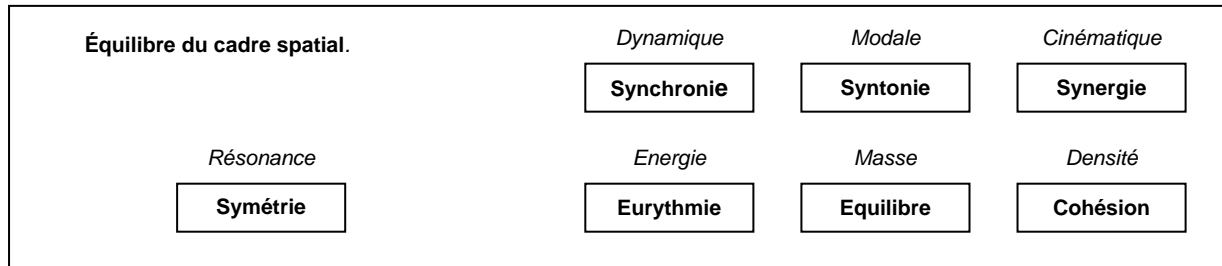 Équilibre du cadre spatial.
Dynamique Modale Cinématique
Synchronie Syntonie Synergie
Résonance Energie Masse Densité
Symétrie Eurythmie Equilibre Cohésion